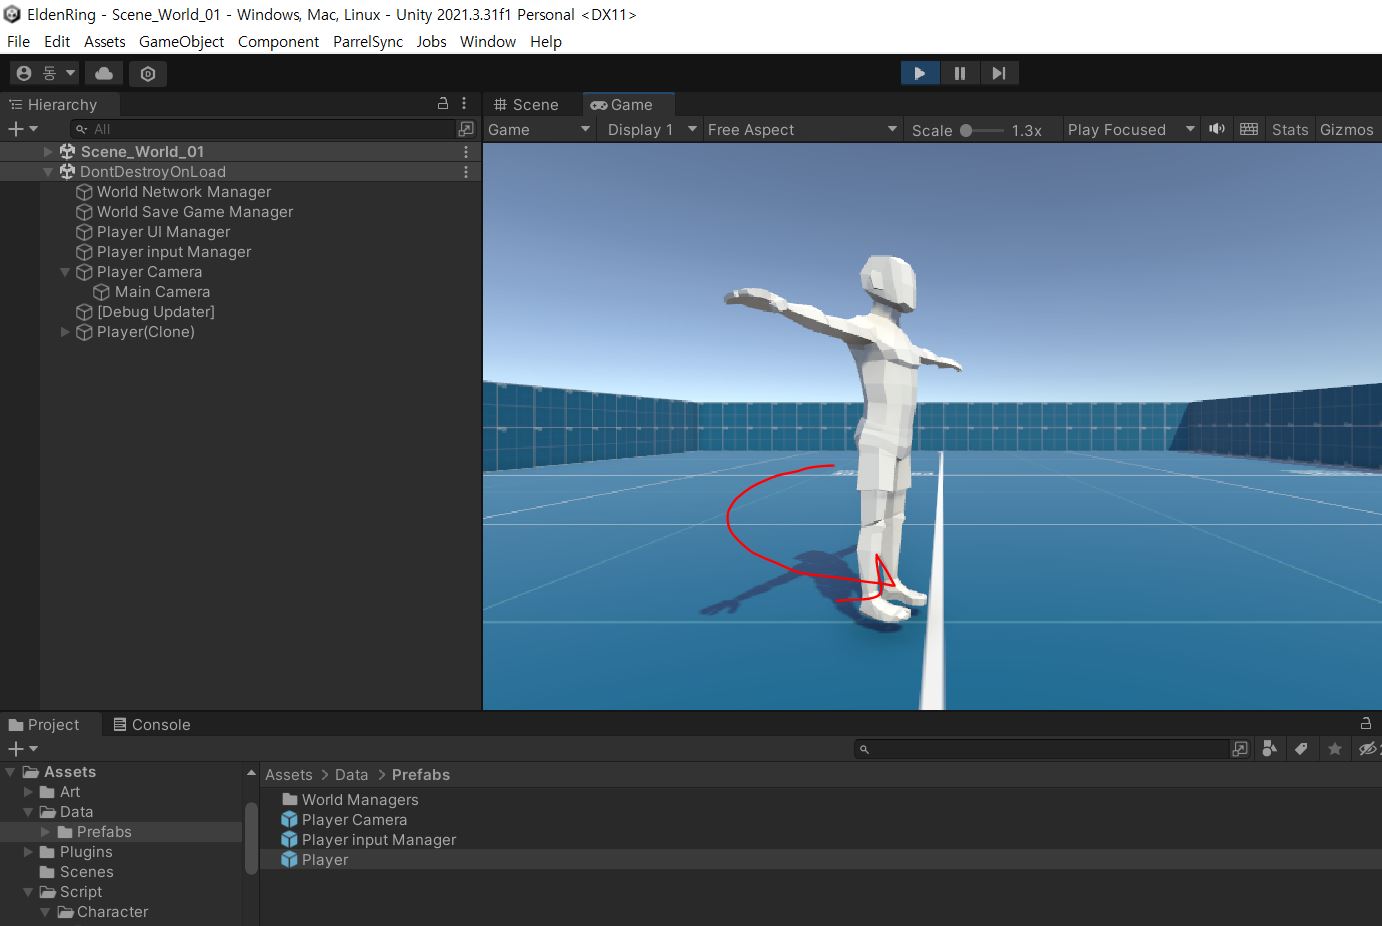 EldenRing - Scene_World_01 - Windows, Mac, Linux - Unity 2021.3.31f1 Personal <DX11>
File Edit Assets GameObject Component ParrelSync Jobs Window Help
동
Hierarchy
All
Scene_World_01
DontDestroyOnLoad
World Network Manager
World Save Game Manager
Player UI Manager
Player input Manager
Player Camera
Main Camera
[Debug Updater]
Player(Clone)
Scene Game
Game Display 1 Free Aspect Scale 1.3x Play Focused Stats Gizmos
Project Console
Assets
Art
Data
Prefabs
Plugins
Scenes
Script
Character
Assets > Data > Prefabs
World Managers
Player Camera
Player input Manager
Player